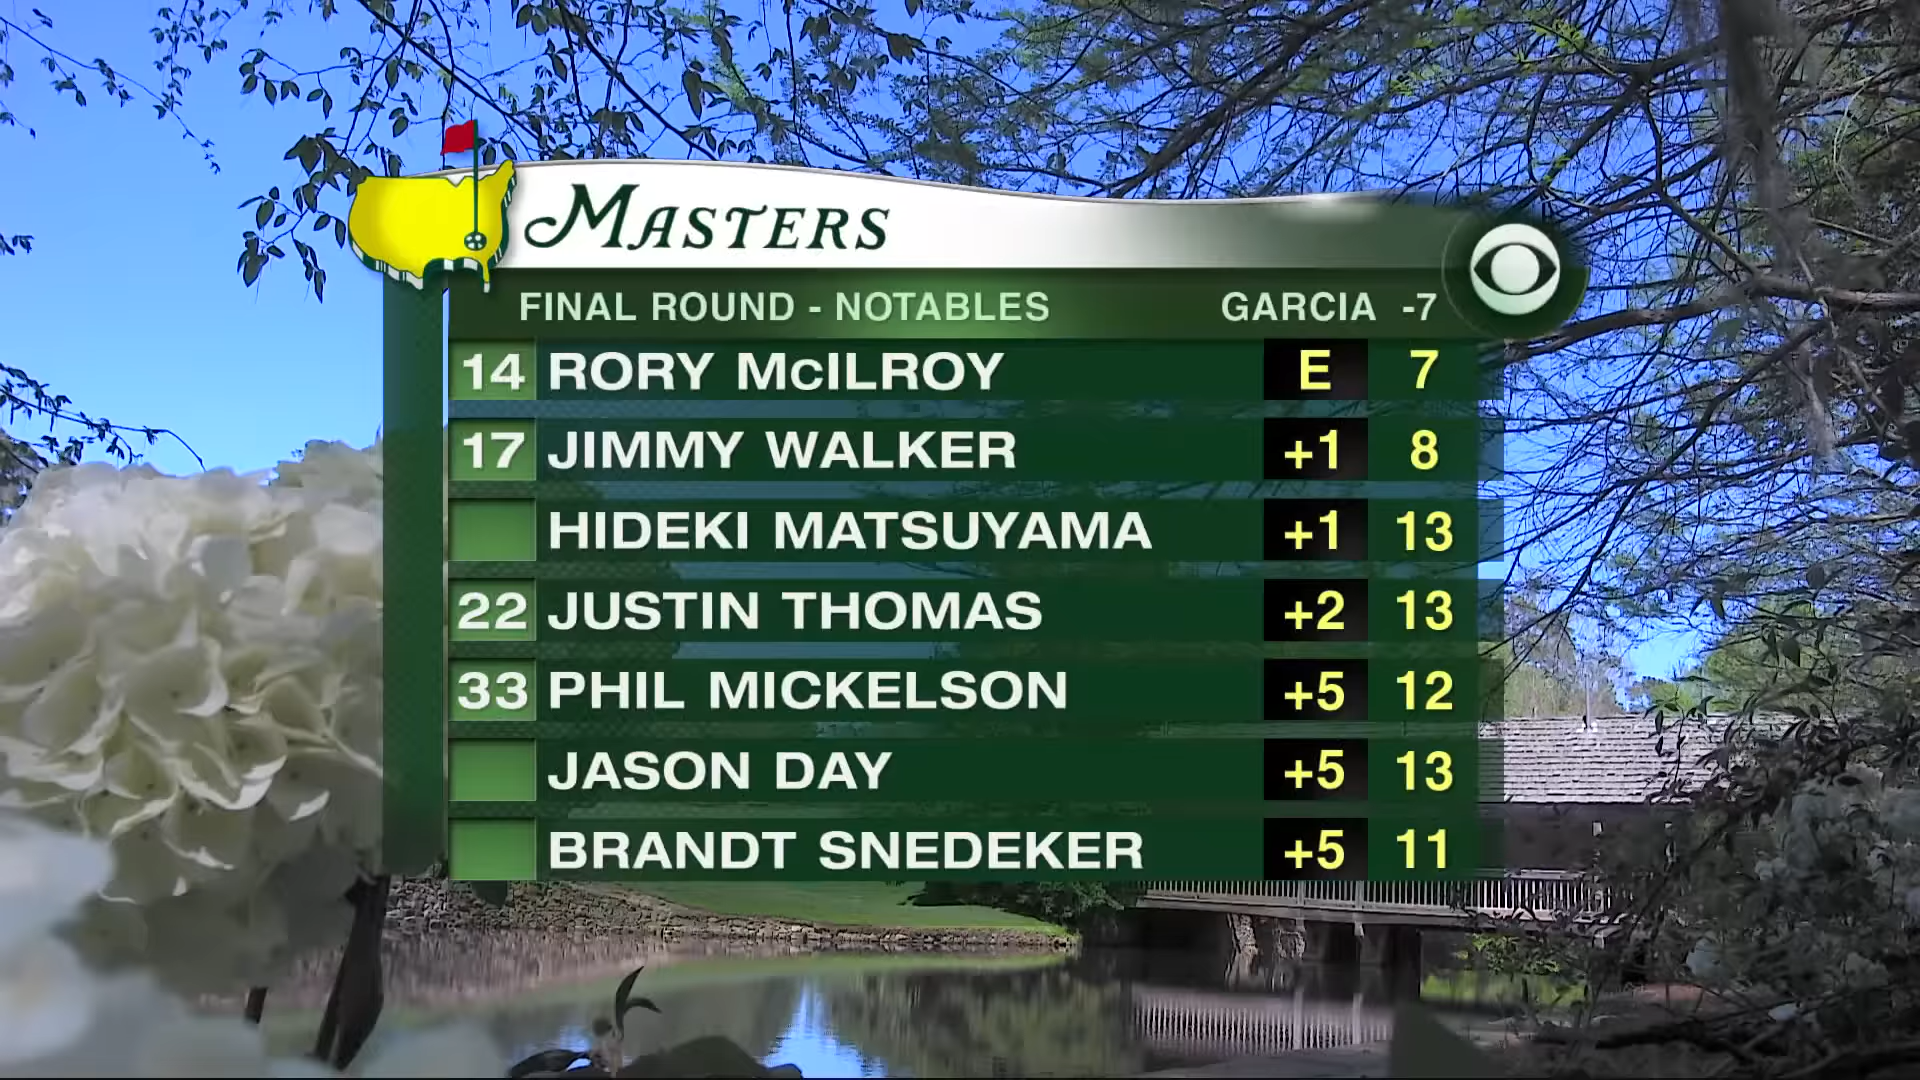 MASTERS
FINAL ROUND - NOTABLES GARCIA -7
14 RORY McILROY E 7
17 JIMMY WALKER +1 8
HIDEKI MATSUYAMA +1 13
22 JUSTIN THOMAS +2 13
33 PHIL MICKELSON +5 12
JASON DAY +5 13
BRANDT SNEDEKER +5 11